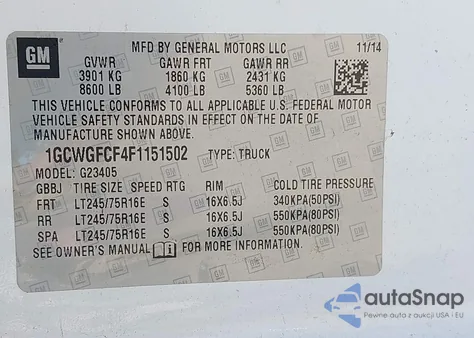 GM
MFD BY GENERAL MOTORS LLC 11/14
GVWR GAWR FRT GAWR RR
3901 KG 1860 KG 2431 KG
8600 LB 4100 LB 5360 LB
THIS VEHICLE CONFORMS TO ALL APPLICABLE U.S. FEDERAL MOTOR
VEHICLE SAFETY STANDARDS IN EFFECT ON THE DATE OF
MANUFACTURE SHOWN ABOVE.
1GCWGFCF4F1151502 TYPE: TRUCK
MODEL: G23405
GBBJ TIRE SIZE SPEED RTG RIM COLD TIRE PRESSURE
FRT LT245/75R16E S 16X6.5J 340KPA(50PSI)
RR LT245/75R16E S 16X6.5J 550KPA(80PSI)
SPA LT245/75R16E S 16X6.5J 550KPA(80PSI)
SEE OWNER'S MANUAL FOR MORE INFORMATION.
autoSnap
Pewne auta z aukcji USA i EU